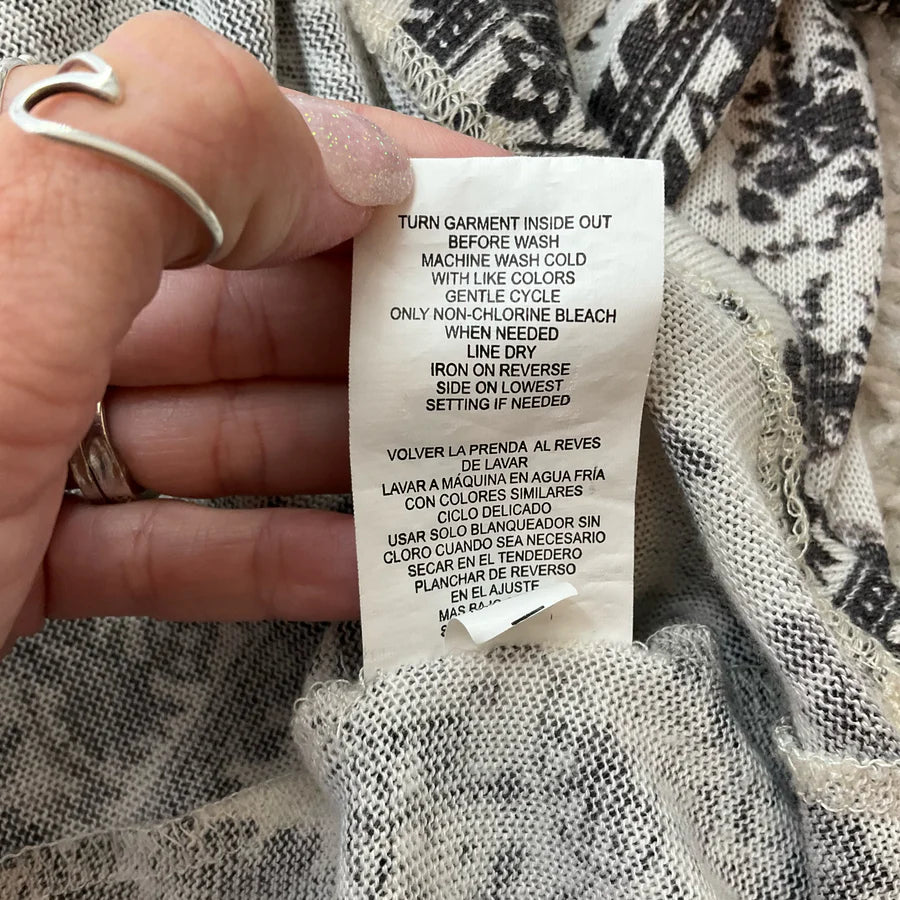 TURN GARMENT INSIDE OUT
BEFORE WASH
MACHINE WASH COLD
WITH LIKE COLORS
GENTLE CYCLE
ONLY NON-CHLORINE BLEACH
WHEN NEEDED
LINE DRY
IRON ON REVERSE
SIDE ON LOWEST
SETTING IF NEEDED
VOLVER LA PRENDA AL REVES
DE LAVAR
LAVAR A MÁQUINA EN AGUA FRÍA
CON COLORES SIMILARES
CICLO DELICADO
USAR SOLO BLANQUEADOR SIN
CLORO CUANDO SEA NECESARIO
SECAR EN EL TENDEDERO
PLANCHAR DE REVERSO
EN EL AJUSTE
MAS